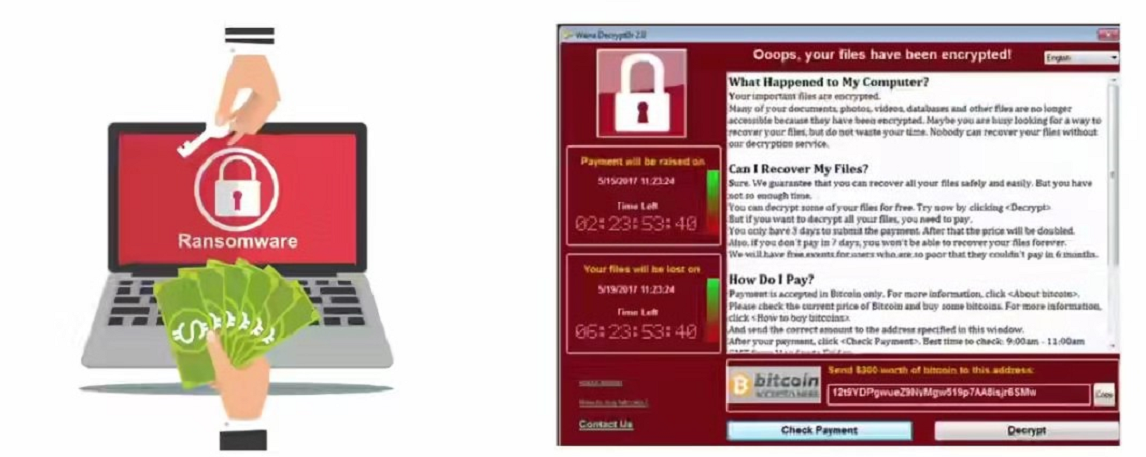 Ransomware
Wana Decrypt0r 2.0
Ooops, your files have been encrypted!
English
What Happened to My Computer?
Your important files are encrypted.
Many of your documents, photos, videos, databases and other files are no longer
accessible because they have been encrypted. Maybe you are busy looking for a way to
recover your files, but do not waste your time. Nobody can recover your files without
our decryption service.
Can I Recover My Files?
Sure. We guarantee that you can recover all your files safely and easily. But you have
not so enough time.
You can decrypt some of your files for free. Try now by clicking <Decrypt>.
But if you want to decrypt all your files, you need to pay.
You only have 3 days to submit the payment. After that the price will be doubled.
Also, if you don't pay in 7 days, you won't be able to recover your files forever.
We will have free events for users who are so poor that they couldn't pay in 6 months.
How Do I Pay?
Payment is accepted in Bitcoin only. For more information, click <About bitcoin>.
Please check the current price of Bitcoin and buy some bitcoins. For more information,
click <How to buy bitcoins>.
And send the correct amount to the address specified in this window.
After your payment, click <Check Payment>. Best time to check: 9:00am - 11:00am
Payment will be raised on
5/15/2017 11:23:24
Time Left
02:23:53:40
Your files will be lost on
5/19/2017 11:23:24
Time Left
06:23:53:40
About bitcoin
How to buy bitcoins?
Contact Us
bitcoin
ACCEPTED HERE
Send $300 worth of bitcoin to this address:
Copy
Check Payment
Decrypt